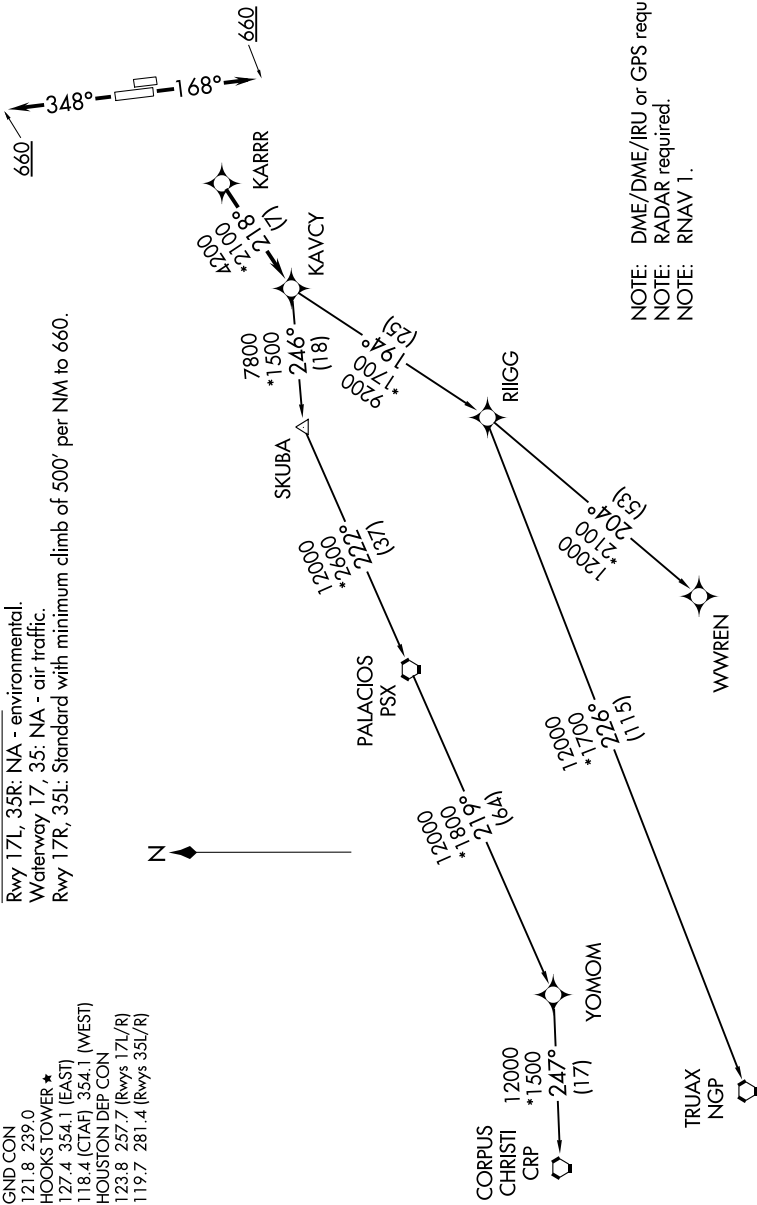 GND CON
121.8 239.0
HOOKS TOWER ★
127.4 354.1 (EAST)
118.4 (CTAF) 354.1 (WEST)
HOUSTON DEP CON
123.8 257.7 (Rwys 17L/R)
119.7 281.4 (Rwys 35L/R)
Rwy 17L, 35R: NA - environmental.
Waterway 17, 35: NA - air traffic.
Rwy 17R, 35L: Standard with minimum climb of 500' per NM to 660.
660
348°
168°
660
KARRR
4200
*2100
218°
(7)
KAVCY
7800
*1500
246°
(18)
9200
*1700
194°
(25)
SKUBA
RIIGG
12000
*2600
222°
(37)
12000
*2100
204°
(53)
PALACIOS
PSX
WWREN
12000
*1700
226°
(115)
12000
*1800
219°
(64)
N
YOMOM
12000
*1500
247°
(17)
CORPUS
CHRISTI
CRP
TRUAX
NGP
NOTE: DME/DME/IRU or GPS requ
NOTE: RADAR required.
NOTE: RNAV 1.